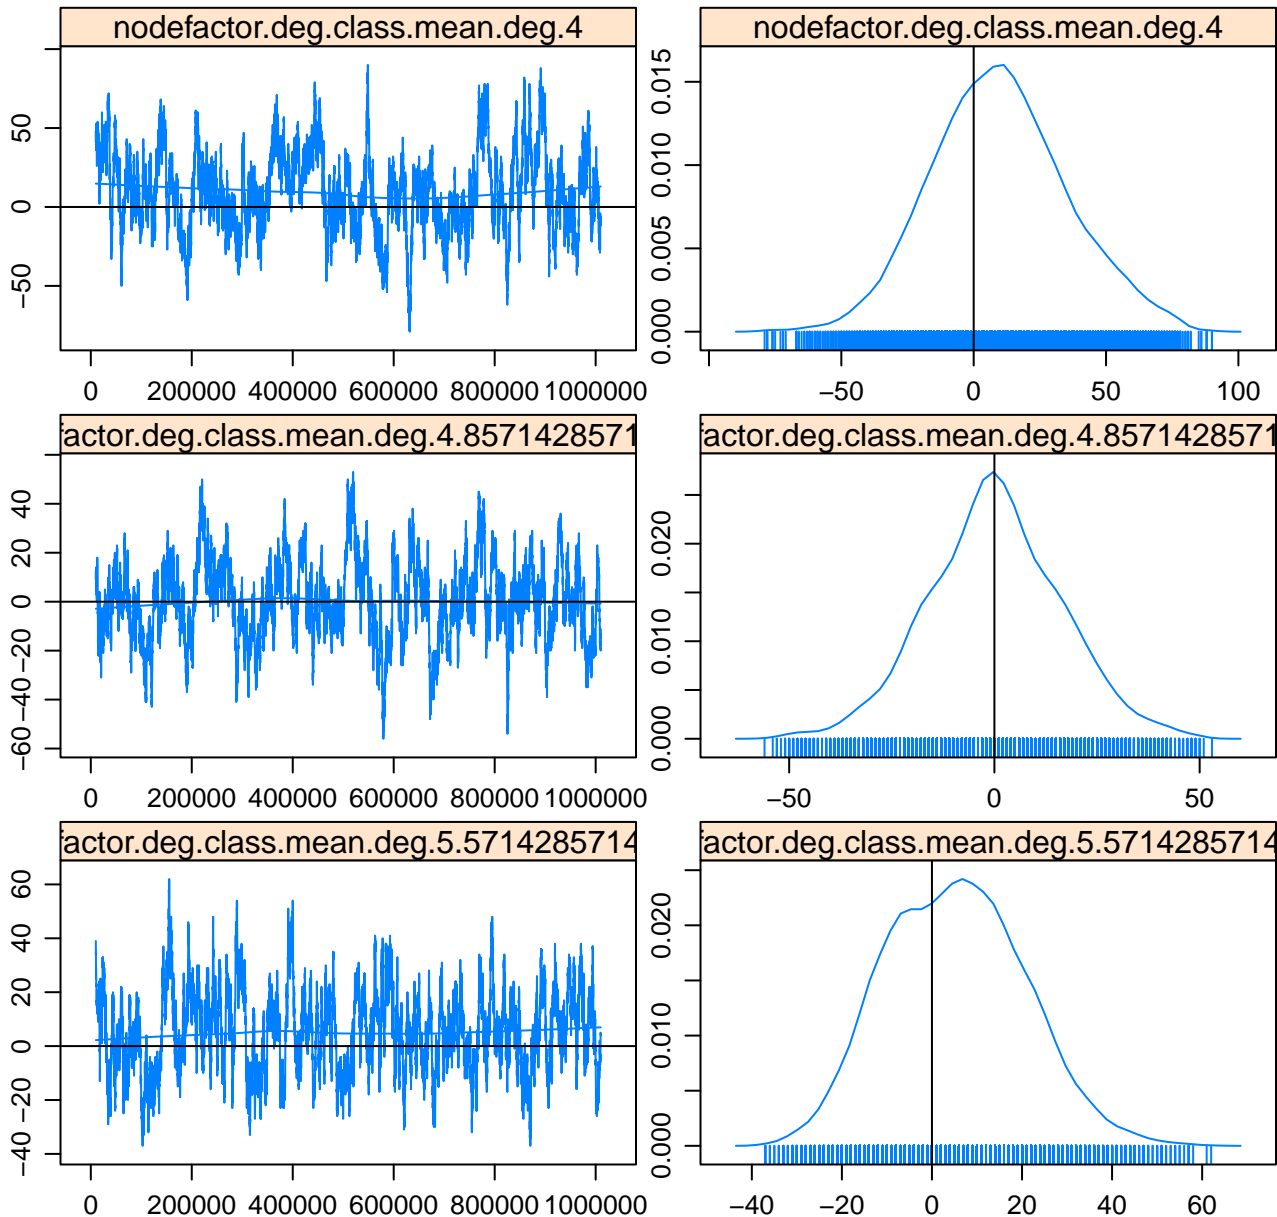 nodefactor.deg.class.mean.deg.4
nodefactor.deg.class.mean.deg.4
50
0
−50
0 200000 400000 600000 800000 1000000
0.015
0.010
0.005
0.000
−50 0 50 100
factor.deg.class.mean.deg.4.8571428571
factor.deg.class.mean.deg.4.8571428571
40
20
0
−20
−40
−60
0 200000 400000 600000 800000 1000000
0.020
0.010
0.000
−50 0 50
factor.deg.class.mean.deg.5.5714285714
factor.deg.class.mean.deg.5.5714285714
60
40
20
0
−20
−40
0 200000 400000 600000 800000 1000000
0.020
0.010
0.000
−40 −20 0 20 40 60